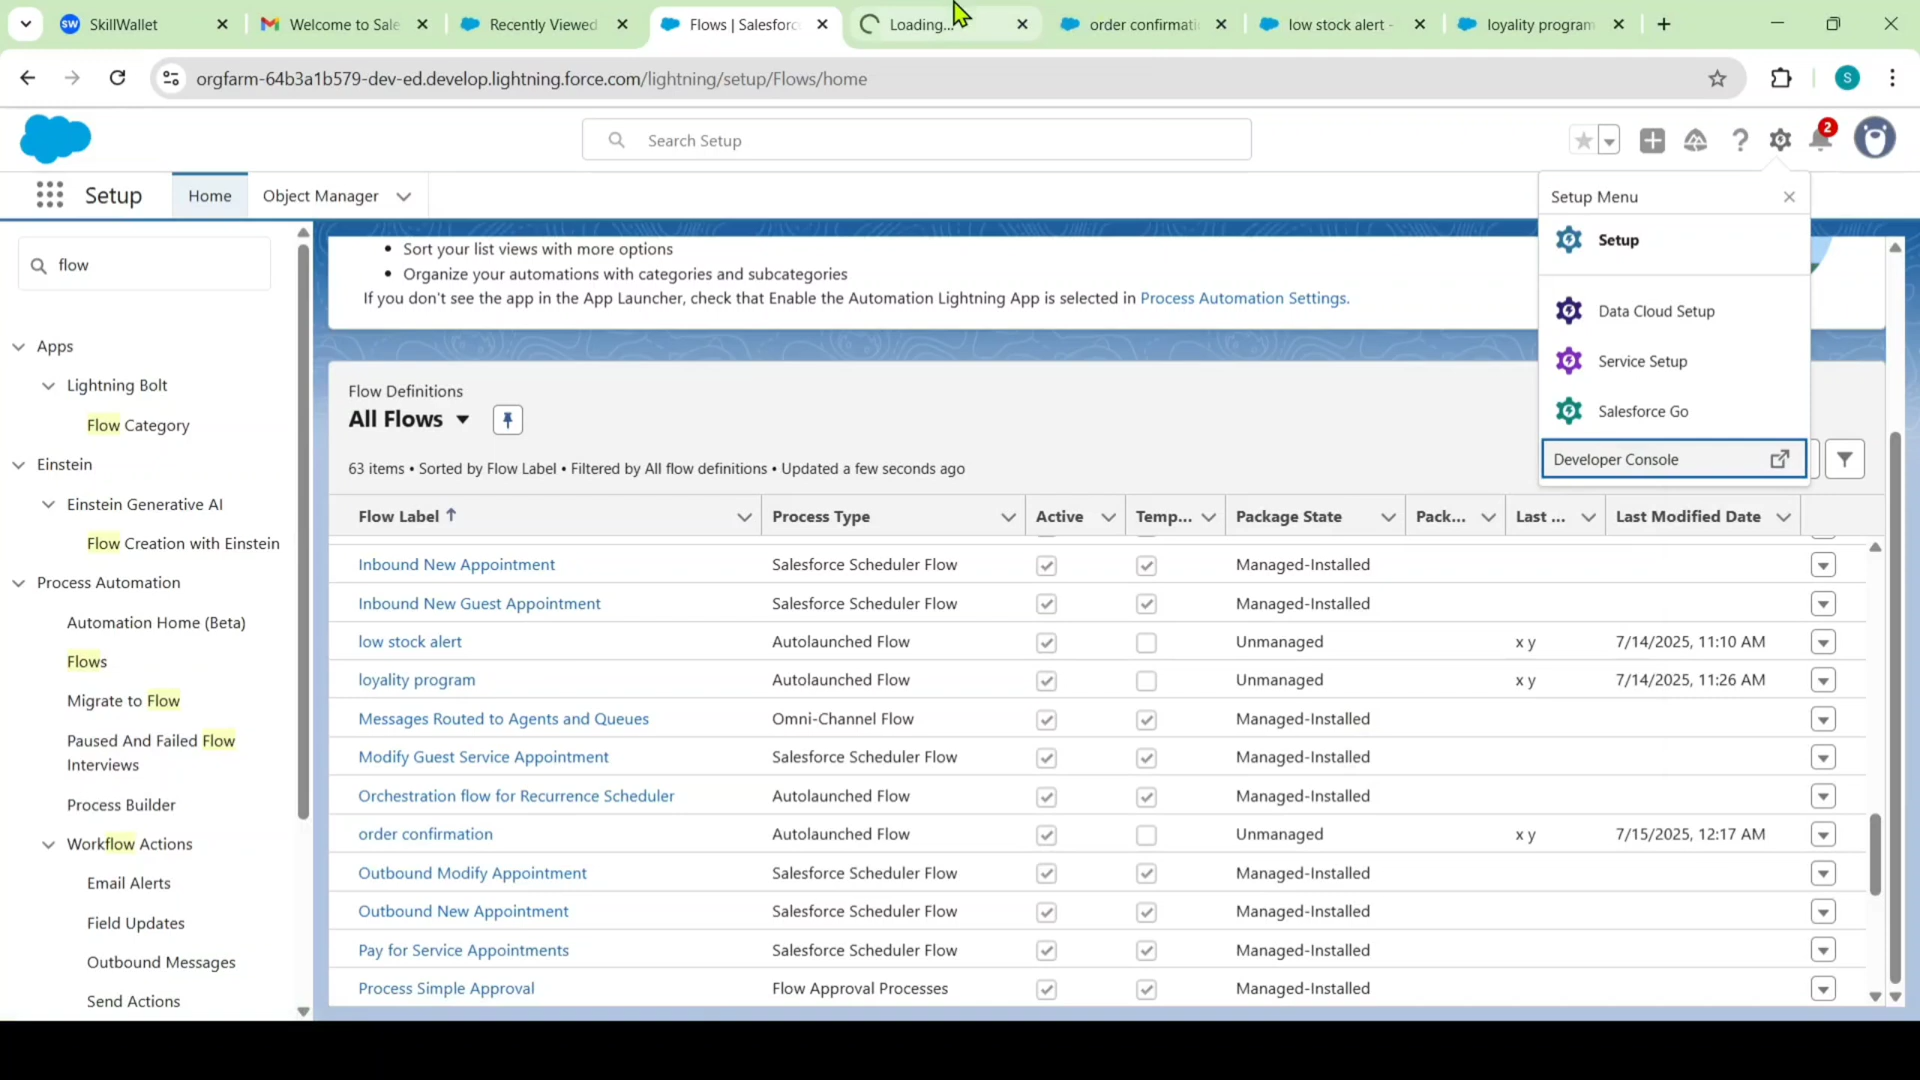 SkillWallet
Welcome to Sale
Recently Viewed
Flows | Salesforc
Loading...
order confirmati
low stock alert -
loyality program
orgfarm-64b3a1b579-dev-ed.develop.lightning.force.com/lightning/setup/Flows/home
S
Search Setup
2
Setup
Home
Object Manager
Setup Menu
Setup
Data Cloud Setup
Service Setup
Salesforce Go
Developer Console
flow
Apps
Lightning Bolt
Flow Category
Einstein
Einstein Generative AI
Flow Creation with Einstein
Process Automation
Automation Home (Beta)
Flows
Migrate to Flow
Paused And Failed Flow
Interviews
Process Builder
Workflow Actions
Email Alerts
Field Updates
Outbound Messages
Send Actions
Sort your list views with more options
Organize your automations with categories and subcategories
If you don't see the app in the App Launcher, check that Enable the Automation Lightning App is selected in Process Automation Settings.
Flow Definitions
All Flows
63 items • Sorted by Flow Label • Filtered by All flow definitions • Updated a few seconds ago
Flow Label Process Type Active Temp... Package State Pack... Last ... Last Modified Date
Inbound New Appointment Salesforce Scheduler Flow Managed-Installed
Inbound New Guest Appointment Salesforce Scheduler Flow Managed-Installed
low stock alert Autolaunched Flow Unmanaged x y 7/14/2025, 11:10 AM
loyality program Autolaunched Flow Unmanaged x y 7/14/2025, 11:26 AM
Messages Routed to Agents and Queues Omni-Channel Flow Managed-Installed
Modify Guest Service Appointment Salesforce Scheduler Flow Managed-Installed
Orchestration flow for Recurrence Scheduler Autolaunched Flow Managed-Installed
order confirmation Autolaunched Flow Unmanaged x y 7/15/2025, 12:17 AM
Outbound Modify Appointment Salesforce Scheduler Flow Managed-Installed
Outbound New Appointment Salesforce Scheduler Flow Managed-Installed
Pay for Service Appointments Salesforce Scheduler Flow Managed-Installed
Process Simple Approval Flow Approval Processes Managed-Installed